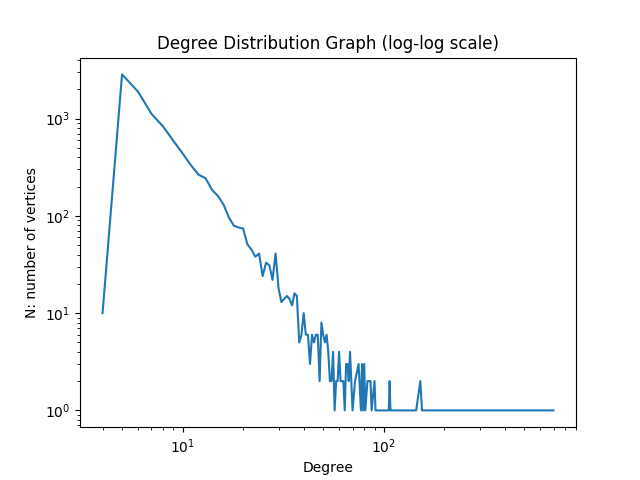 Degree Distribution Graph (log-log scale)
N: number of vertices
10³
10²
10¹
10⁰
10¹
10²
Degree